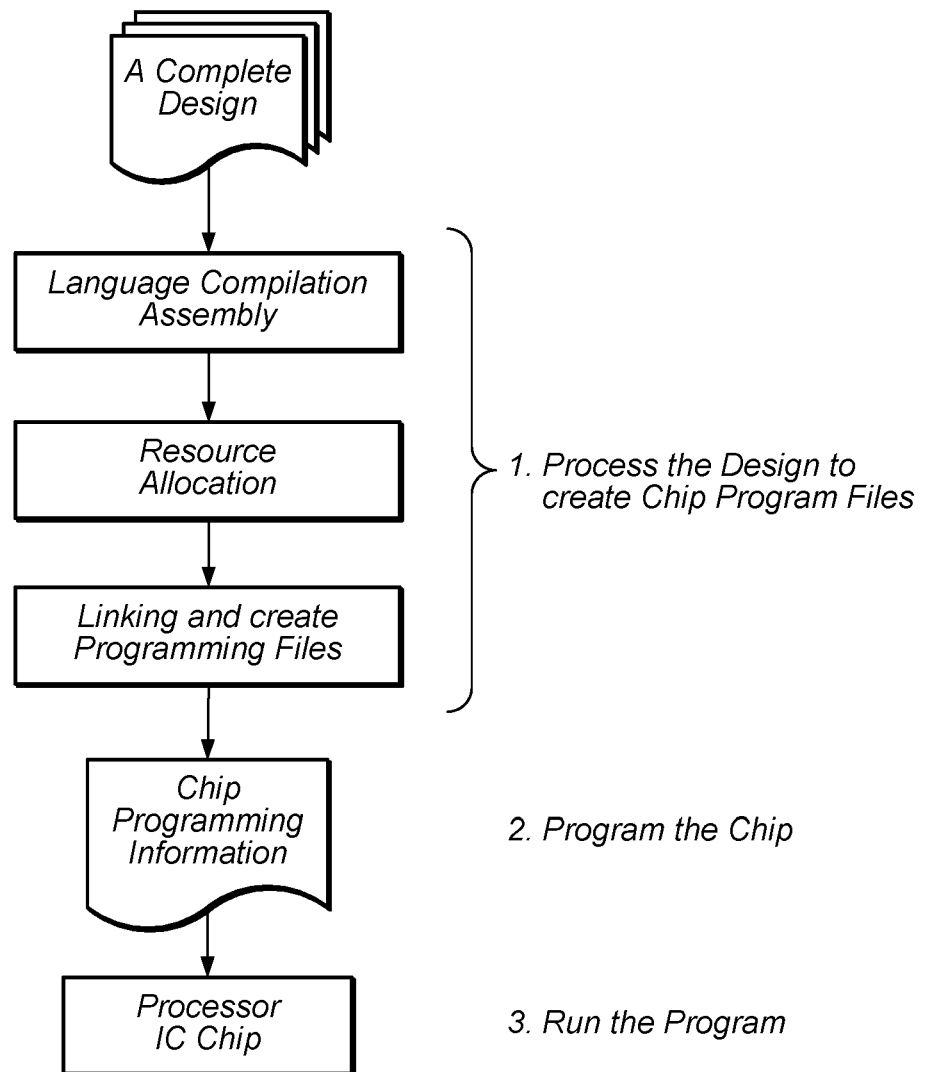 A Complete
Design
Language Compilation
Assembly
Resource
Allocation
1. Process the Design to
create Chip Program Files
Linking and create
Programming Files
Chip
Programming
Information
2. Program the Chip
Processor
IC Chip
3. Run the Program